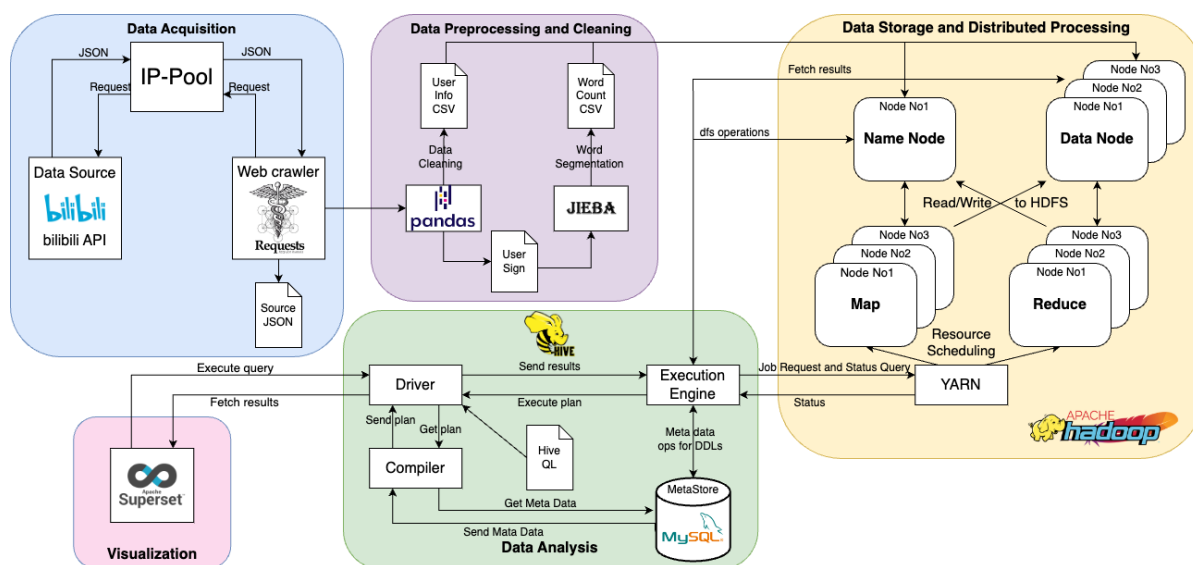 Data Acquisition
JSON
JSON
IP-Pool
Request
Request
Data Source
bilibili
bilibili API
Web crawler
Requests
Source
JSON
Data Preprocessing and Cleaning
User
Info
CSV
Word
Count
CSV
Data
Cleaning
Word
Segmentation
pandas
JIEBA
User
Sign
Data Storage and Distributed Processing
Fetch results
dfs operations
Node No1
Name Node
Node No3
Node No2
Node No1
Data Node
Read/Write
to HDFS
Node No3
Node No2
Node No1
Map
Node No3
Node No2
Node No1
Reduce
Resource
Scheduling
YARN
APACHE
hadoop
HIVE
Execute query
Fetch results
Driver
Send results
Execute plan
Execution
Engine
Job Request and Status Query
Status
Send plan
Get plan
Hive
QL
Compiler
Meta data
ops for DDLs
Get Meta Data
Send Mata Data
MetaStore
MySQL
Data Analysis
Apache
Superset
Visualization